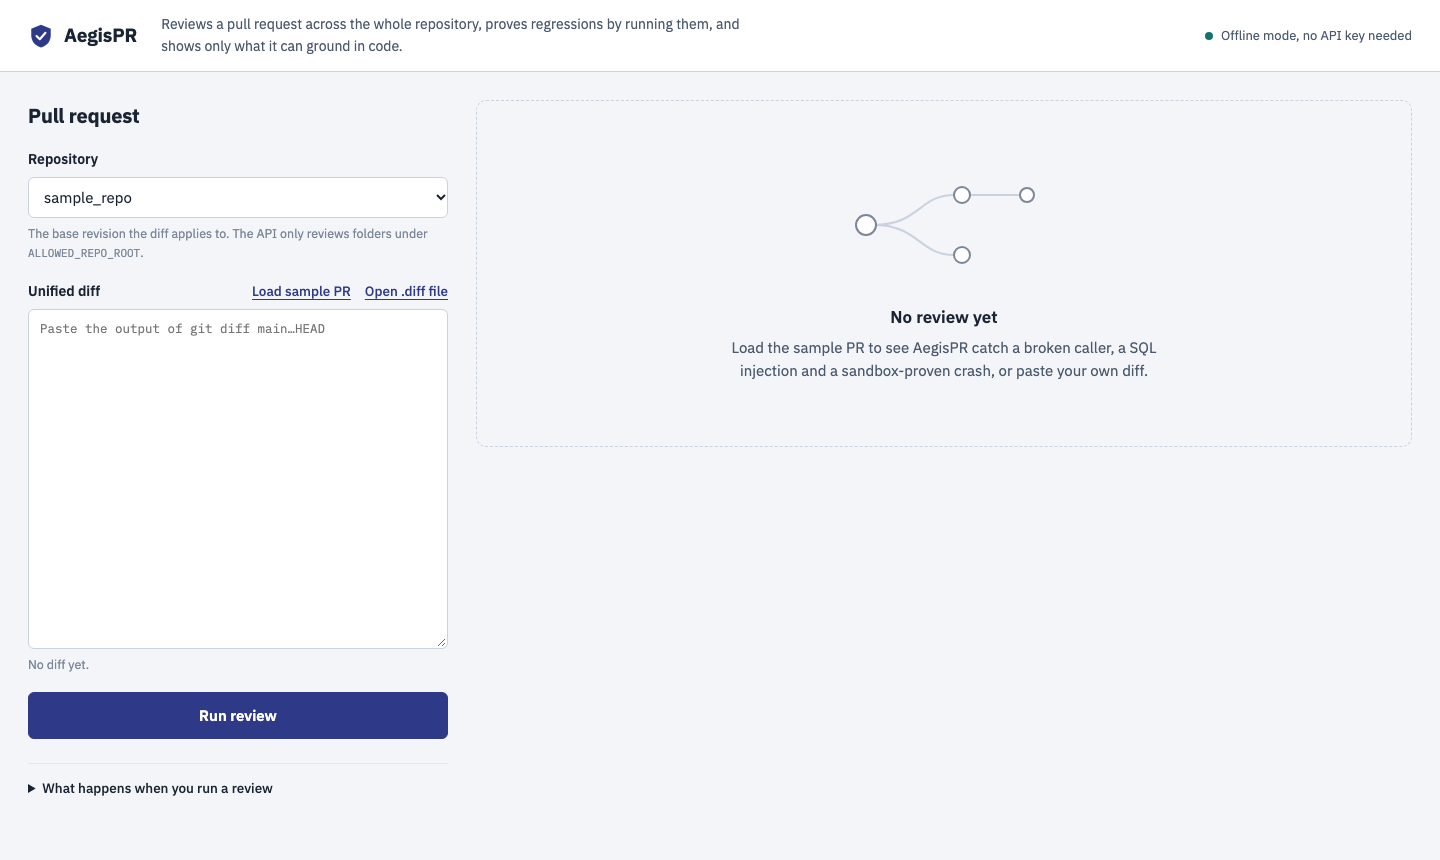 AegisPR
Reviews a pull request across the whole repository, proves regressions by running them, and
shows only what it can ground in code.
Offline mode, no API key needed
Pull request
Repository
sample_repo
The base revision the diff applies to. The API only reviews folders under
ALLOWED_REPO_ROOT.
Unified diff
Load sample PR
Open .diff file
Paste the output of git diff main…HEAD
No diff yet.
Run review
What happens when you run a review
No review yet
Load the sample PR to see AegisPR catch a broken caller, a SQL
injection and a sandbox-proven crash, or paste your own diff.